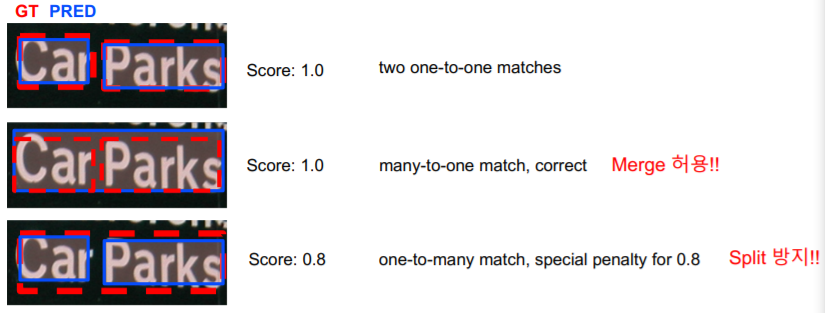 GT PRED
Car Parks
Score: 1.0
two one-to-one matches
Car Parks
Score: 1.0
many-to-one match, correct
Merge 허용!!
Car Parks
Score: 0.8
one-to-many match, special penalty for 0.8
Split 방지!!